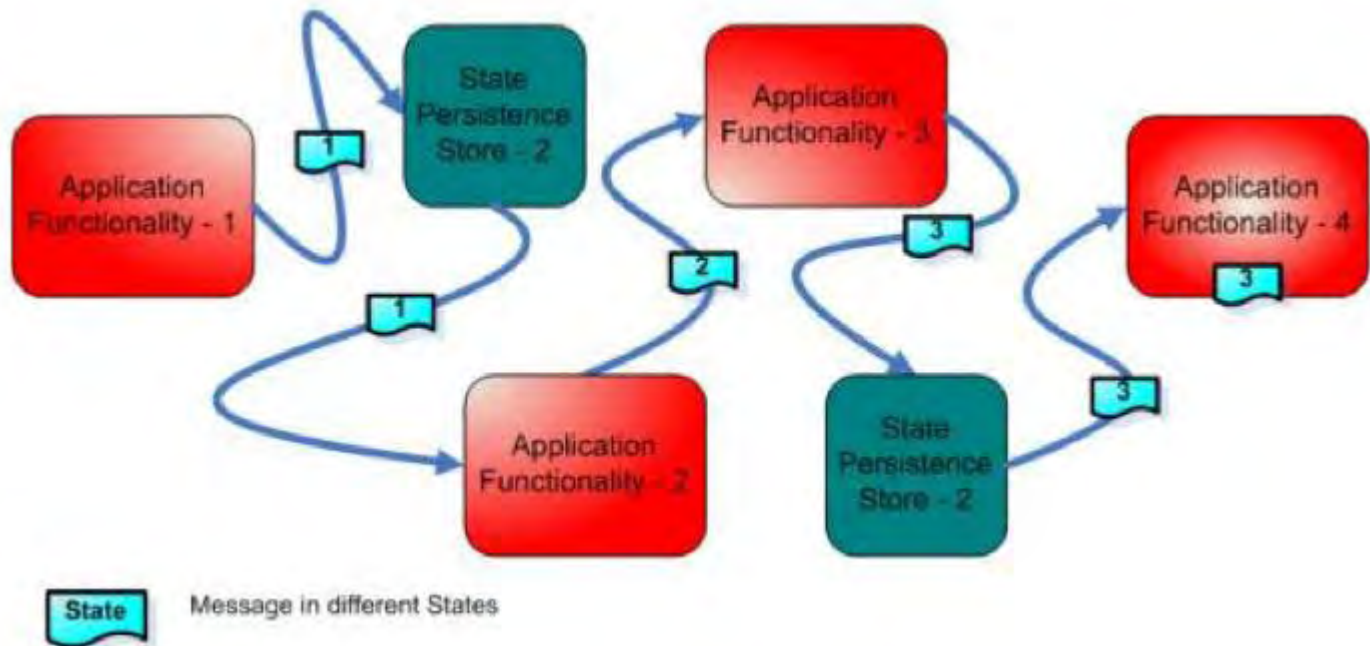 Application
Functionality - 1
1
State
Persistence
Store - 2
1
Application
Functionality - 2
2
Application
Functionality - 3
3
State
Persistence
Store - 2
3
Application
Functionality - 4
3
State
Message in different States